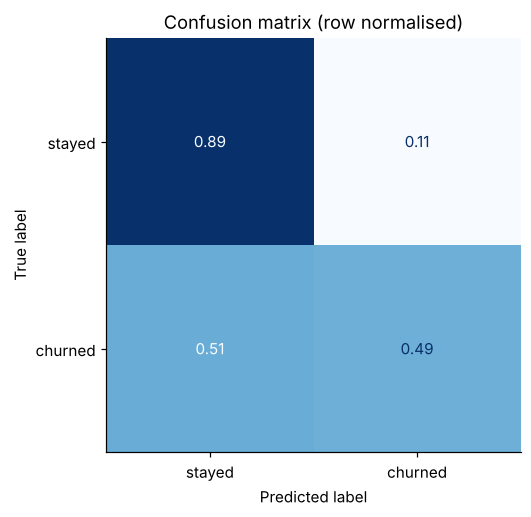 Confusion matrix (row normalised)
True label
stayed
0.89
0.11
churned
0.51
0.49
stayed
churned
Predicted label